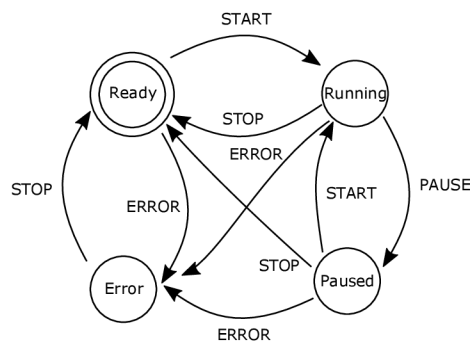 START
Ready
Running
STOP
ERROR
PAUSE
STOP
ERROR
START
STOP
Error
Paused
ERROR